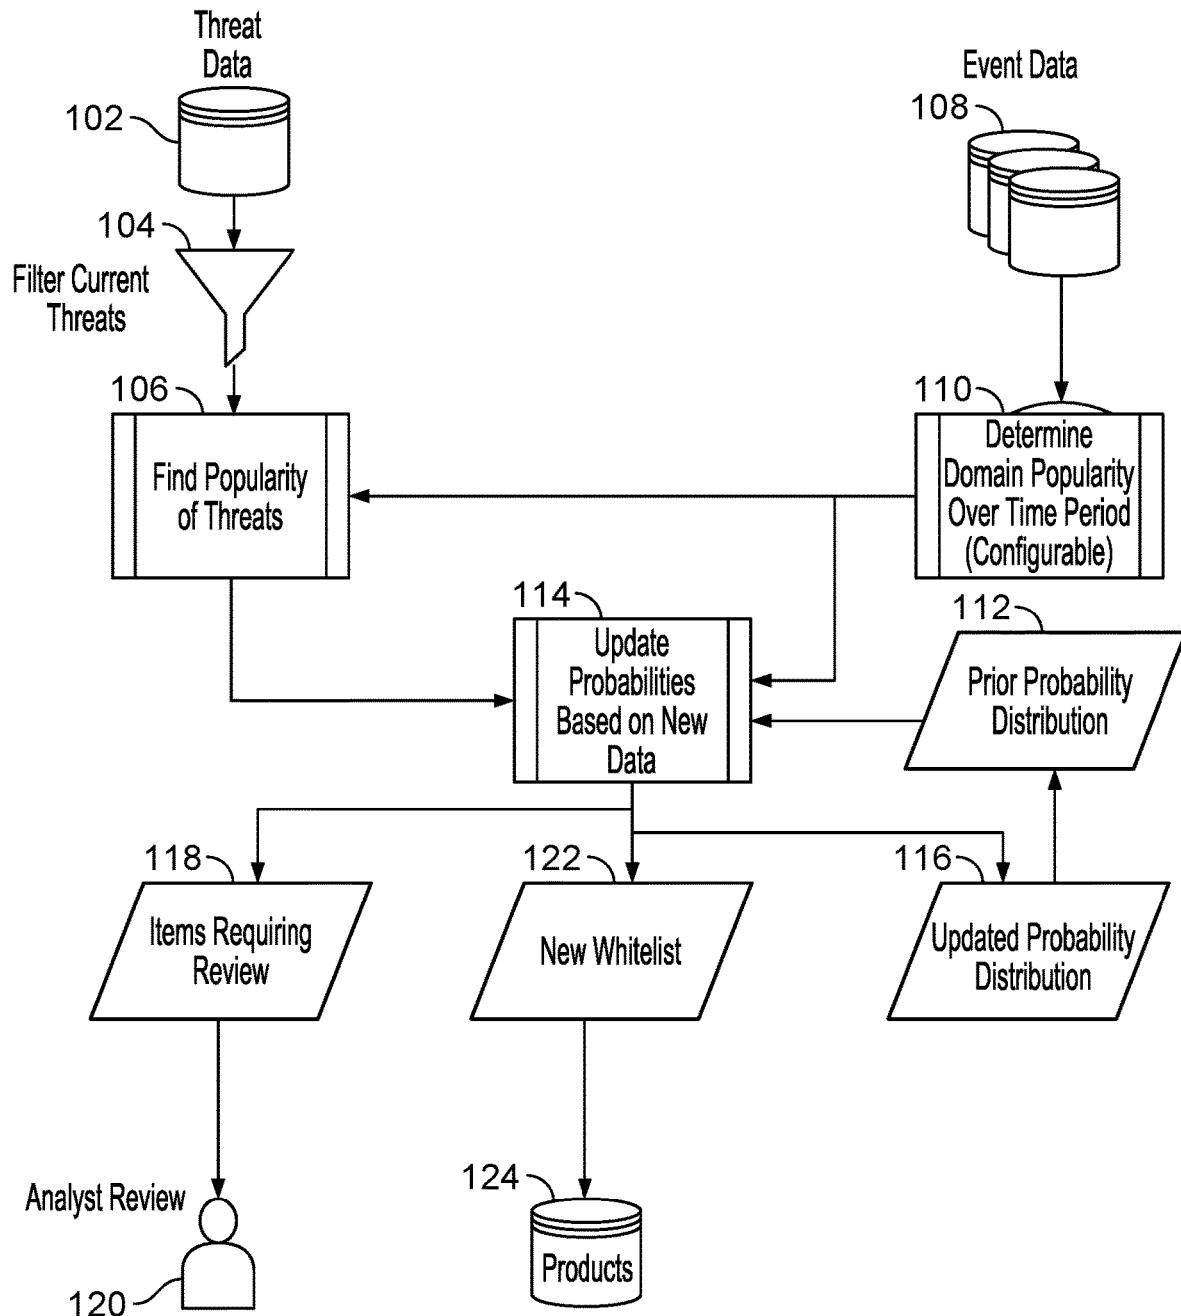 Threat
Data
102
Event Data
108
104
Filter Current
Threats
106
Find Popularity
of Threats
110
Determine
Domain Popularity
Over Time Period
(Configurable)
114
Update
Probabilities
Based on New
Data
112
Prior Probability
Distribution
118
Items Requiring
Review
122
New Whitelist
116
Updated Probability
Distribution
Analyst Review
120
124
Products